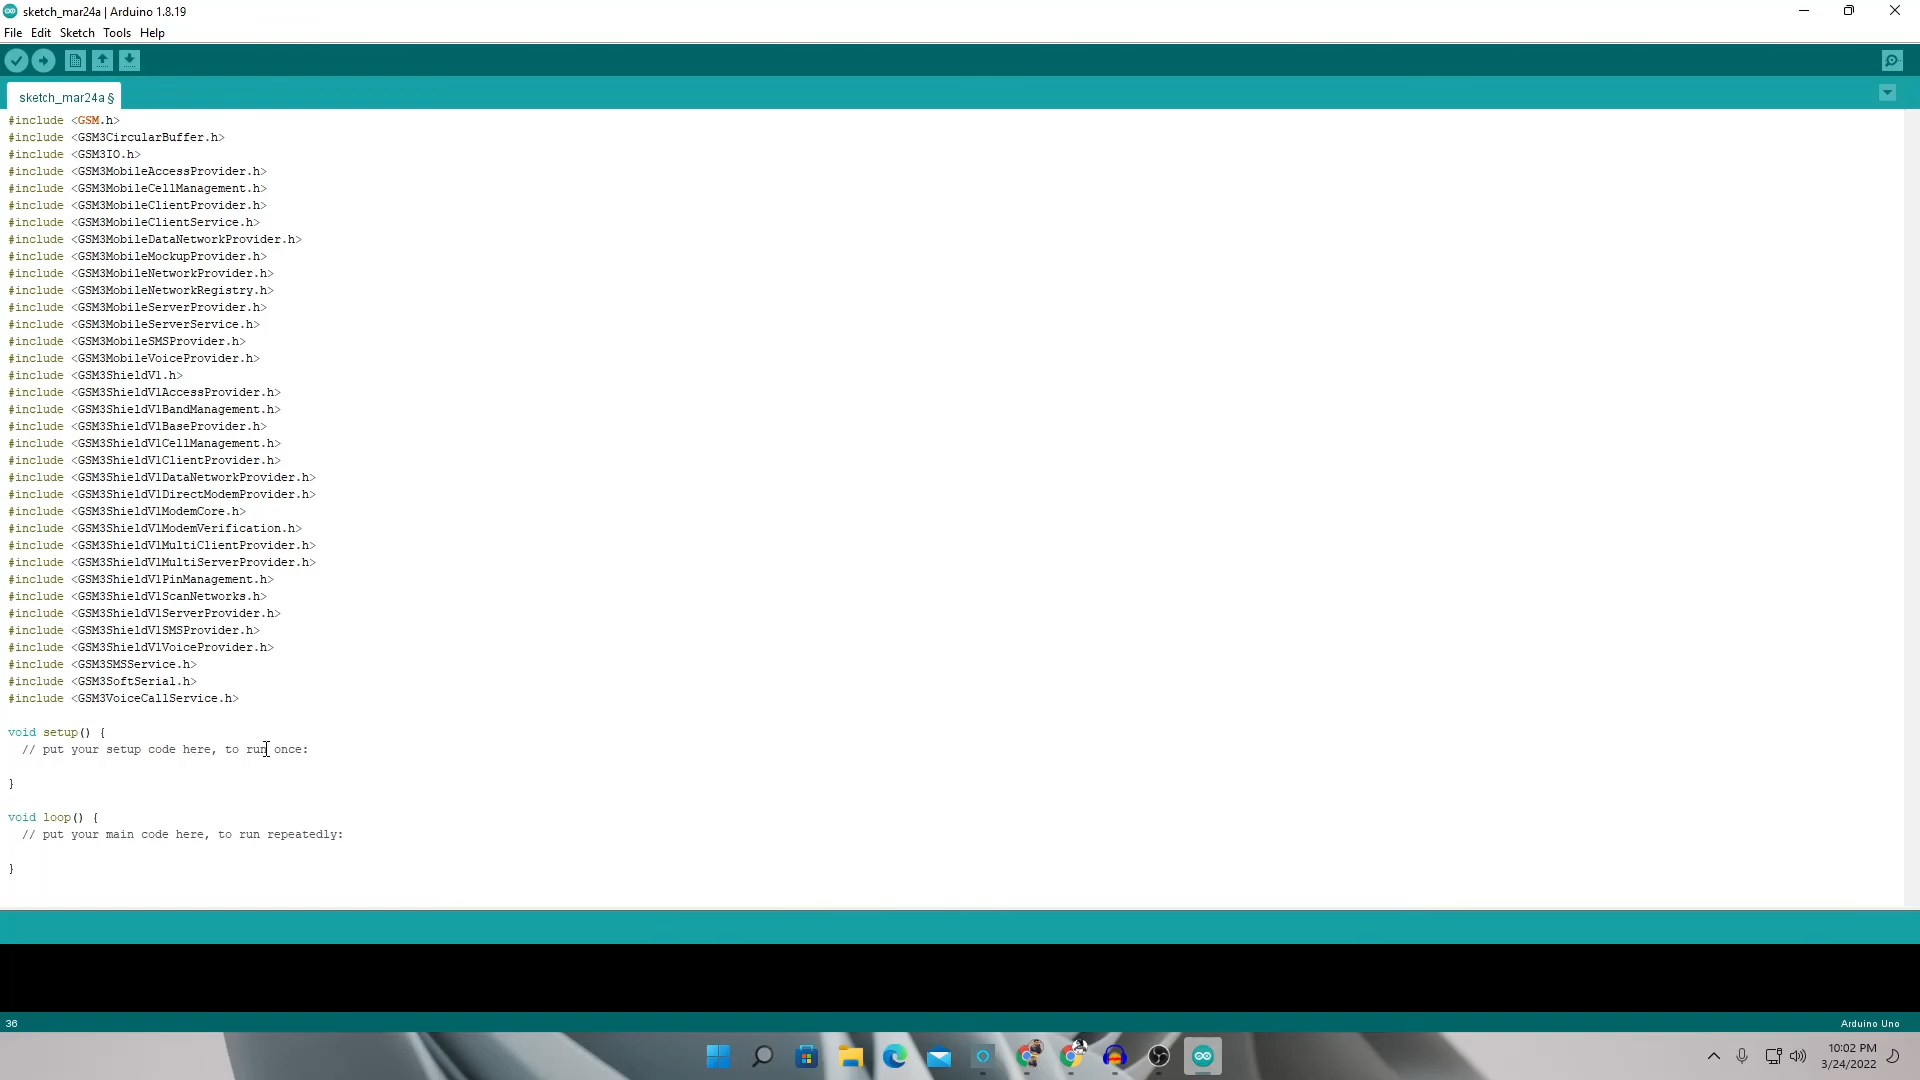 sketch_mar24a | Arduino 1.8.19
File Edit Sketch Tools Help
sketch_mar24a §
#include <GSM.h>
#include <GSM3CircularBuffer.h>
#include <GSM3IO.h>
#include <GSM3MobileAccessProvider.h>
#include <GSM3MobileCellManagement.h>
#include <GSM3MobileClientProvider.h>
#include <GSM3MobileClientService.h>
#include <GSM3MobileDataNetworkProvider.h>
#include <GSM3MobileMockupProvider.h>
#include <GSM3MobileNetworkProvider.h>
#include <GSM3MobileNetworkRegistry.h>
#include <GSM3MobileServerProvider.h>
#include <GSM3MobileServerService.h>
#include <GSM3MobileSMSProvider.h>
#include <GSM3MobileVoiceProvider.h>
#include <GSM3ShieldV1.h>
#include <GSM3ShieldV1AccessProvider.h>
#include <GSM3ShieldV1BandManagement.h>
#include <GSM3ShieldV1BaseProvider.h>
#include <GSM3ShieldV1CellManagement.h>
#include <GSM3ShieldV1ClientProvider.h>
#include <GSM3ShieldV1DataNetworkProvider.h>
#include <GSM3ShieldV1DirectModemProvider.h>
#include <GSM3ShieldV1ModemCore.h>
#include <GSM3ShieldV1ModemVerification.h>
#include <GSM3ShieldV1MultiClientProvider.h>
#include <GSM3ShieldV1MultiServerProvider.h>
#include <GSM3ShieldV1PinManagement.h>
#include <GSM3ShieldV1ScanNetworks.h>
#include <GSM3ShieldV1ServerProvider.h>
#include <GSM3ShieldV1SMSProvider.h>
#include <GSM3ShieldV1VoiceProvider.h>
#include <GSM3SMSService.h>
#include <GSM3SoftSerial.h>
#include <GSM3VoiceCallService.h>
void setup() {
// put your setup code here, to run once:
}
void loop() {
// put your main code here, to run repeatedly:
}
36
Arduino Uno
10:02 PM
3/24/2022